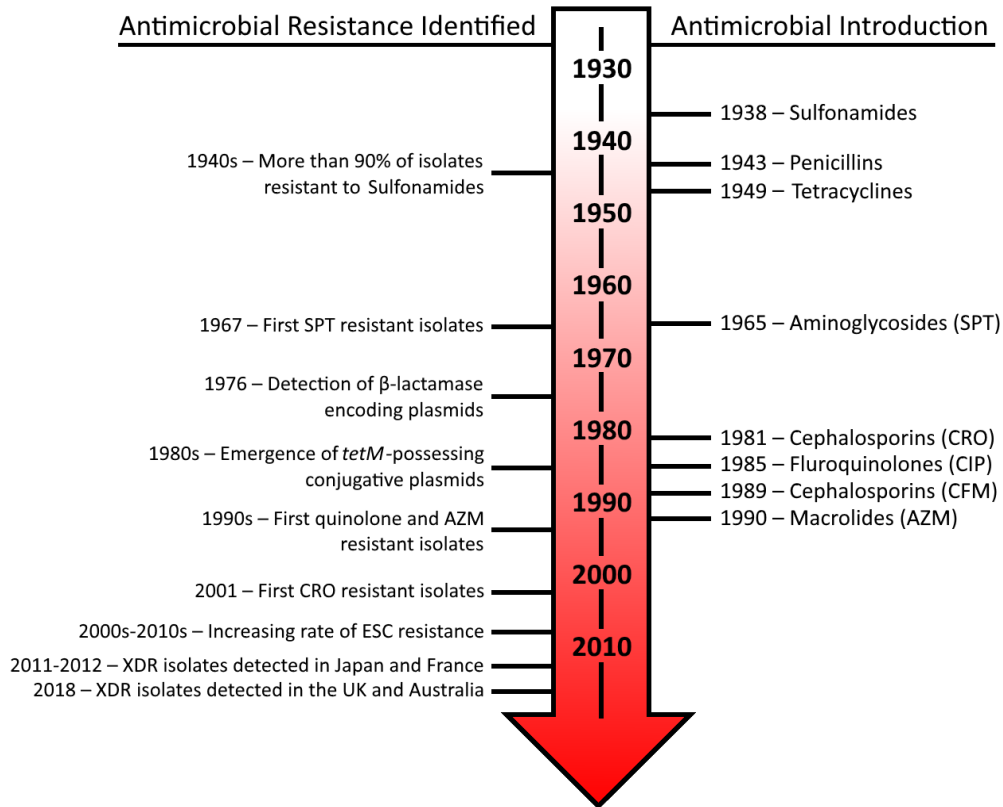 Antimicrobial Resistance Identified
1940s – More than 90% of isolates
resistant to Sulfonamides
1967 – First SPT resistant isolates
1976 – Detection of β-lactamase
encoding plasmids
1980s – Emergence of tetM-possessing
conjugative plasmids
1990s – First quinolone and AZM
resistant isolates
2001 – First CRO resistant isolates
2000s-2010s – Increasing rate of ESC resistance
2011-2012 – XDR isolates detected in Japan and France
2018 – XDR isolates detected in the UK and Australia
1930
1940
1950
1960
1970
1980
1990
2000
2010
Antimicrobial Introduction
1938 – Sulfonamides
1943 – Penicillins
1949 – Tetracyclines
1965 – Aminoglycosides (SPT)
1981 – Cephalosporins (CRO)
1985 – Fluroquinolones (CIP)
1989 – Cephalosporins (CFM)
1990 – Macrolides (AZM)